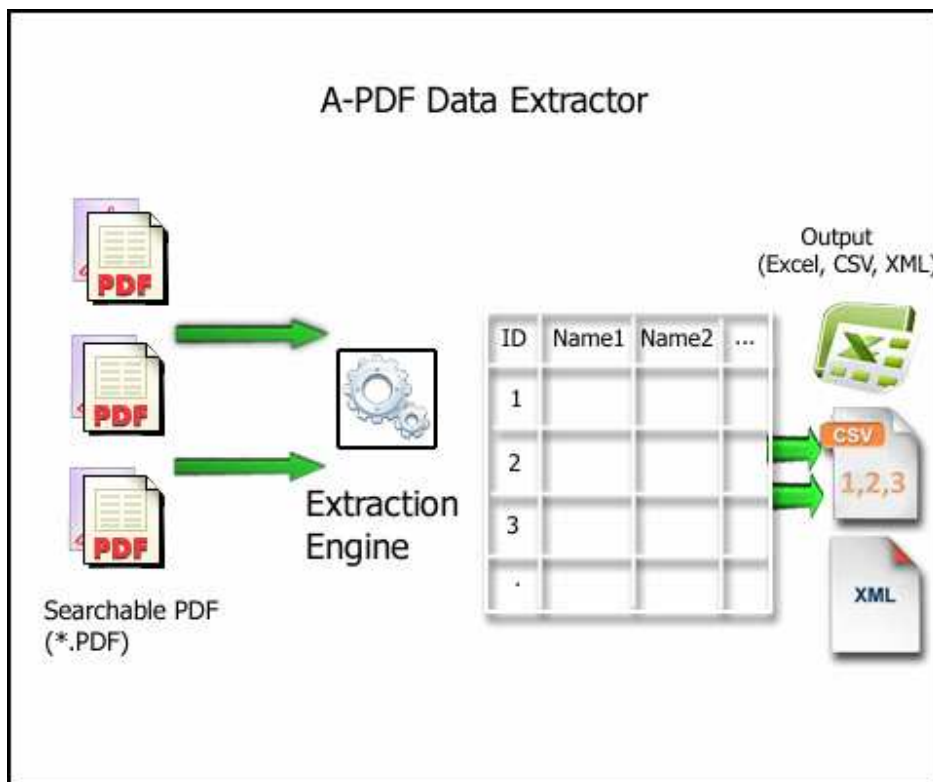 A-PDF Data Extractor
PDF
PDF
PDF
Searchable PDF
(*.PDF)
Extraction
Engine
ID Name1 Name2 ...
1
2
3
.
Output
(Excel, CSV, XML)
X
CSV
1,2,3
XML